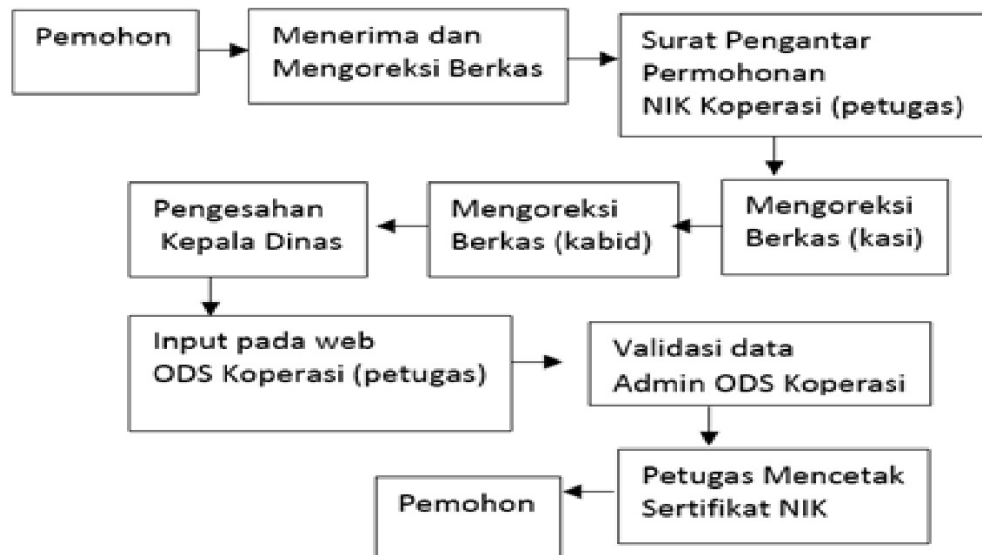 Pemohon
Menerima dan
Mengoreksi Berkas
Surat Pengantar
Permohonan
NIK Koperasi (petugas)
Mengoreksi
Berkas (kasi)
Mengoreksi
Berkas (kabid)
Pengesahan
Kepala Dinas
Input pada web
ODS Koperasi (petugas)
Validasi data
Admin ODS Koperasi
Petugas Mencetak
Sertifikat NIK
Pemohon